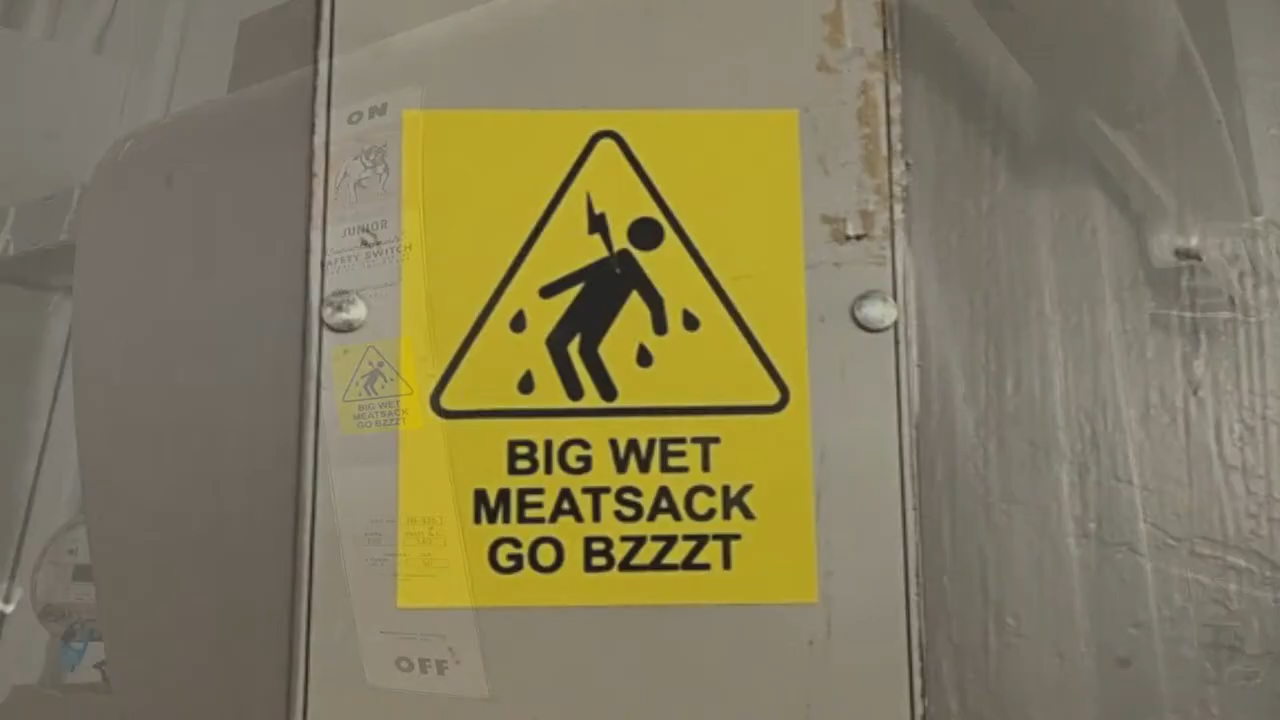 ON
JUNIOR
SAFETY SWITCH
BIG WET
MEATSACK
GO BZZZT
BIG WET
MEATSACK
GO BZZZT
OFF